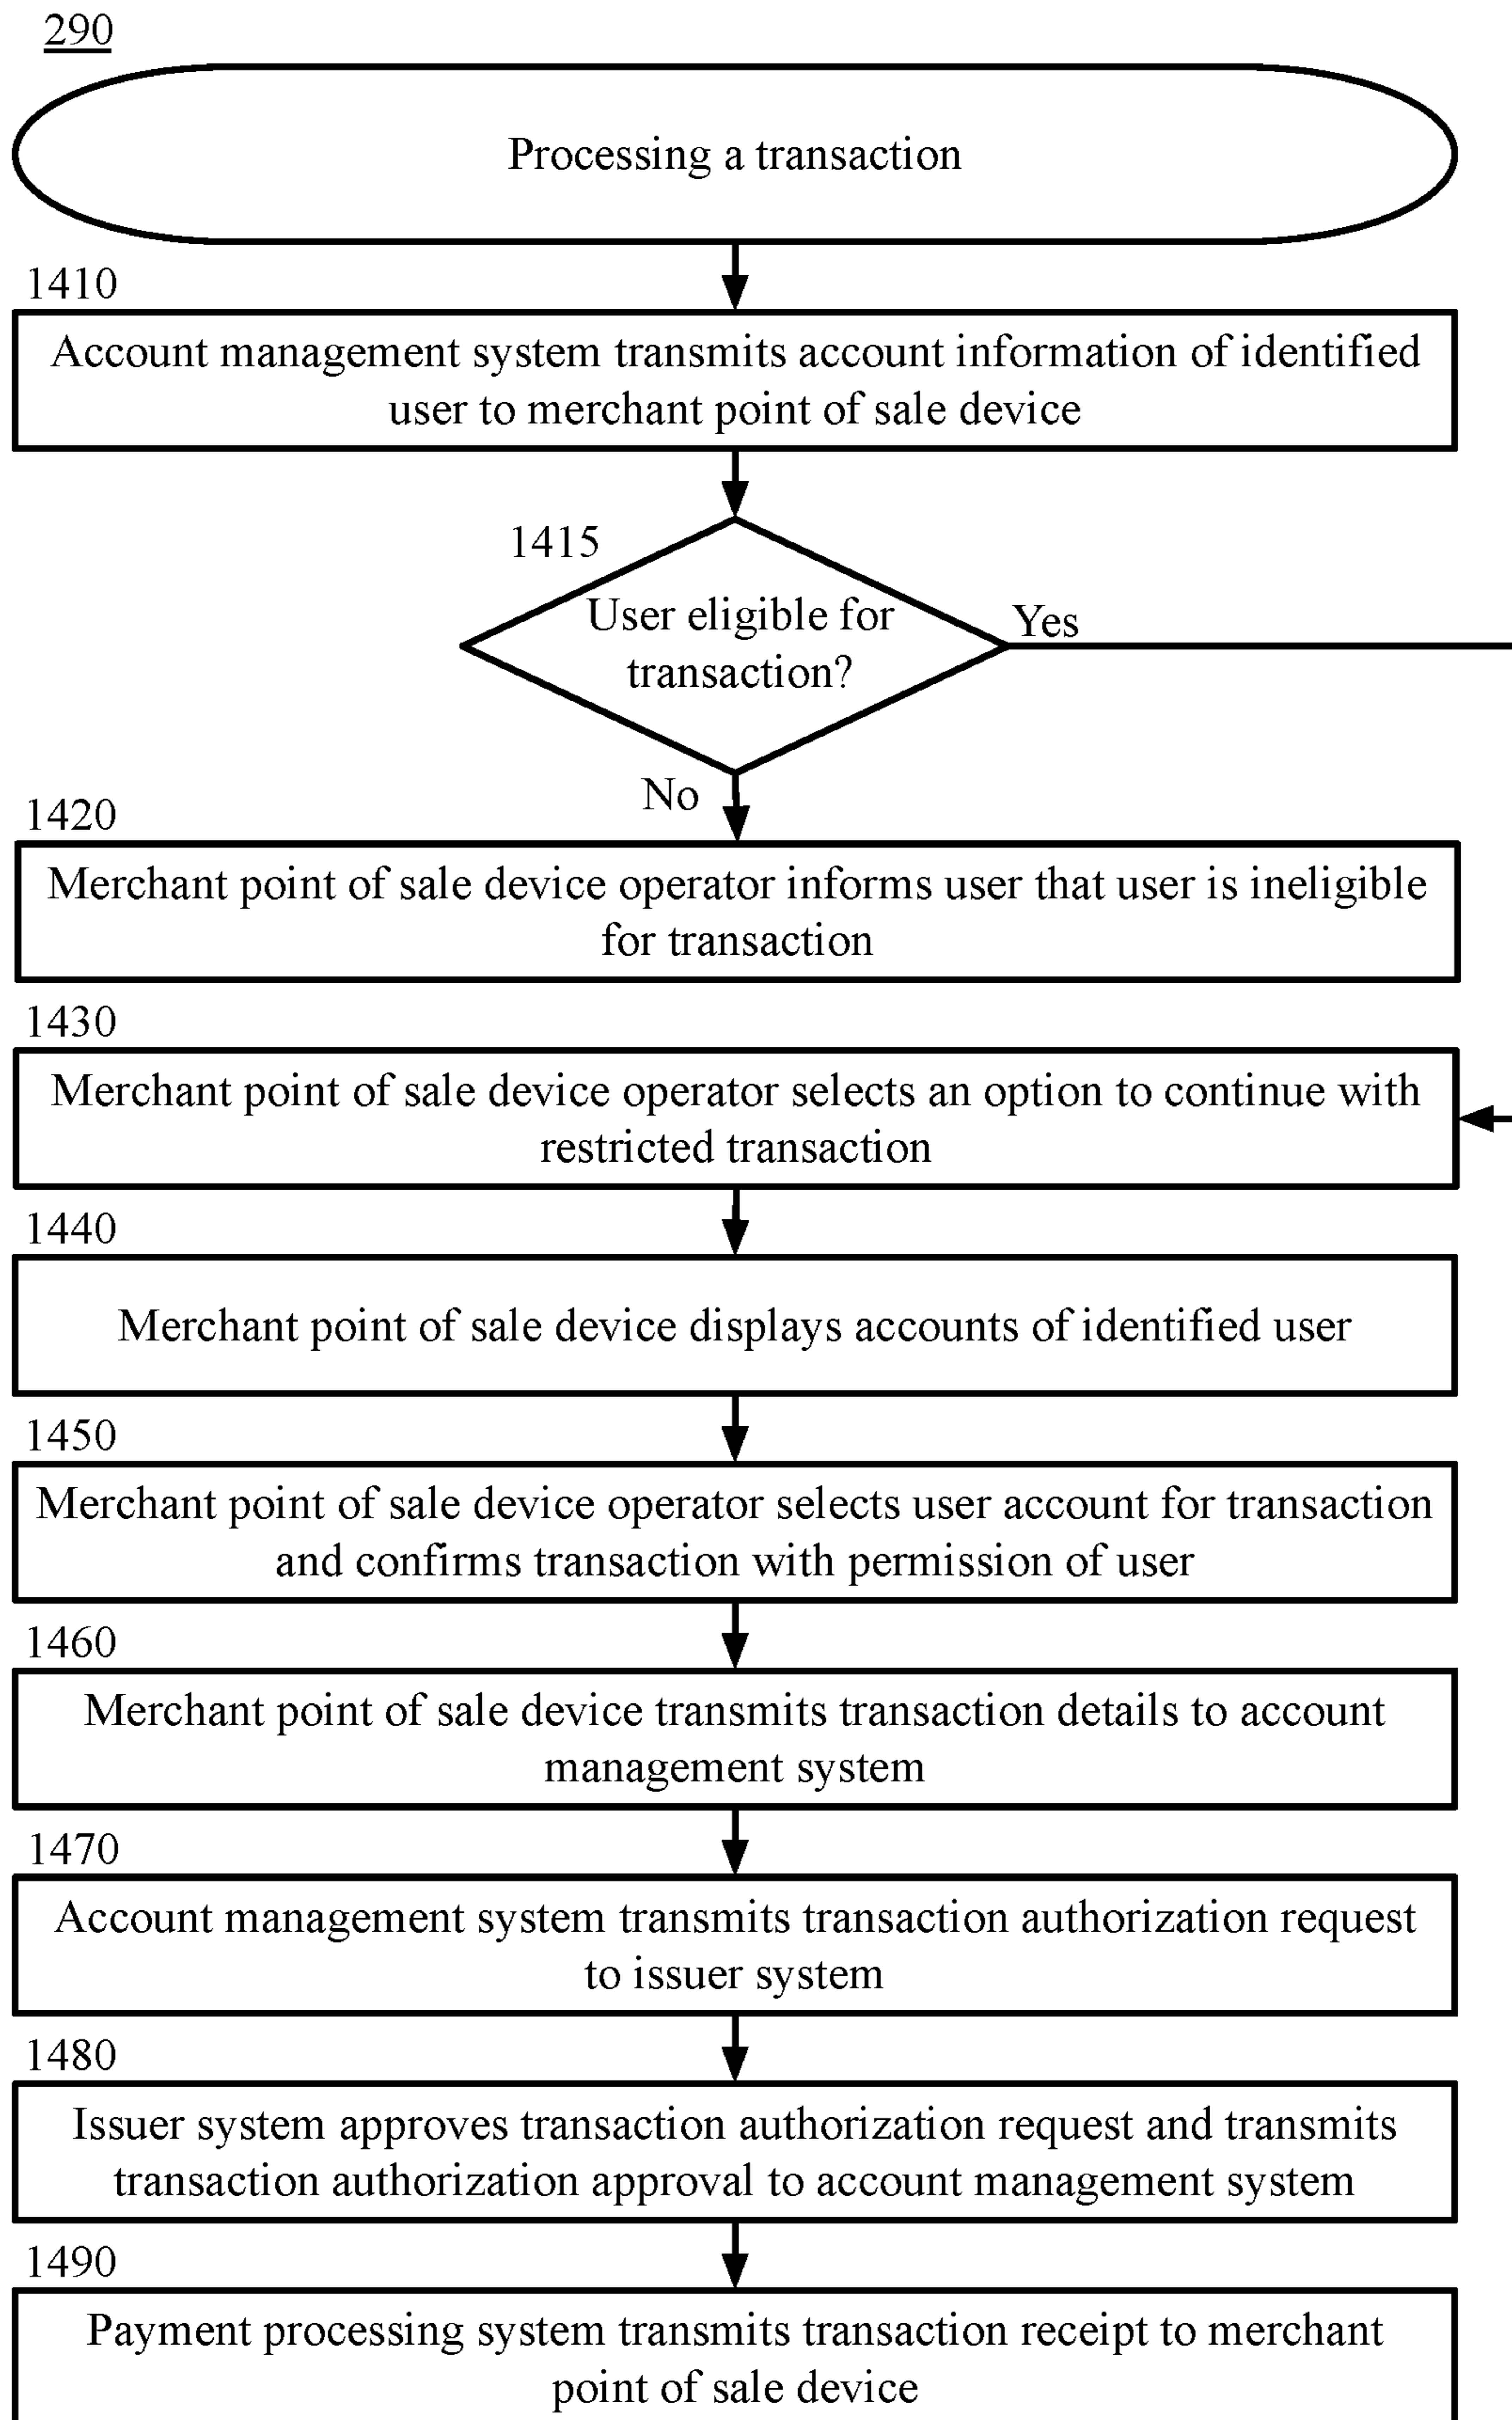 290
Processing a transaction
1410
Account management system transmits account information of identified
user to merchant point of sale device
1415
User eligible for
transaction?
Yes
No
1420
Merchant point of sale device operator informs user that user is ineligible
for transaction
1430
Merchant point of sale device operator selects an option to continue with
restricted transaction
1440
Merchant point of sale device displays accounts of identified user
1450
Merchant point of sale device operator selects user account for transaction
and confirms transaction with permission of user
1460
Merchant point of sale device transmits transaction details to account
management system
1470
Account management system transmits transaction authorization request
to issuer system
1480
Issuer system approves transaction authorization request and transmits
transaction authorization approval to account management system
1490
Payment processing system transmits transaction receipt to merchant
point of sale device